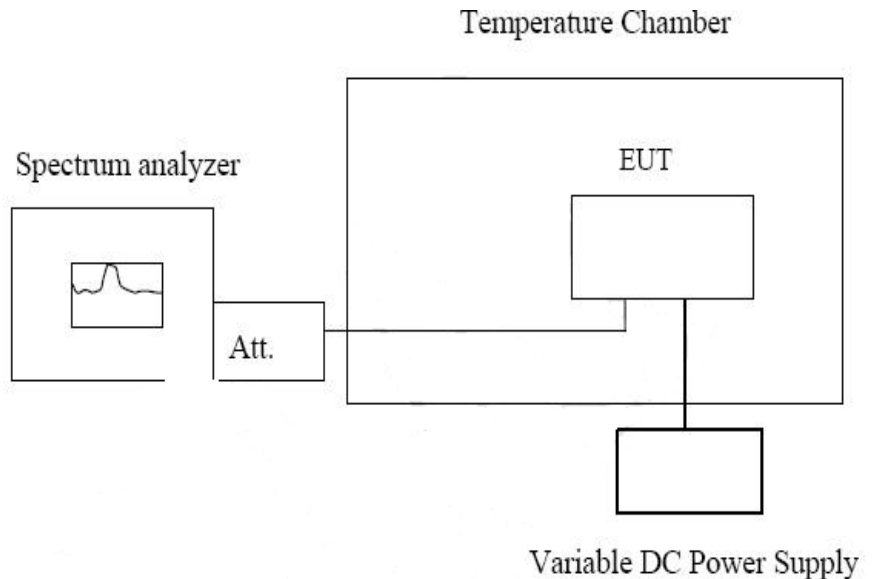 Temperature Chamber
Spectrum analyzer
EUT
Att.
Variable DC Power Supply